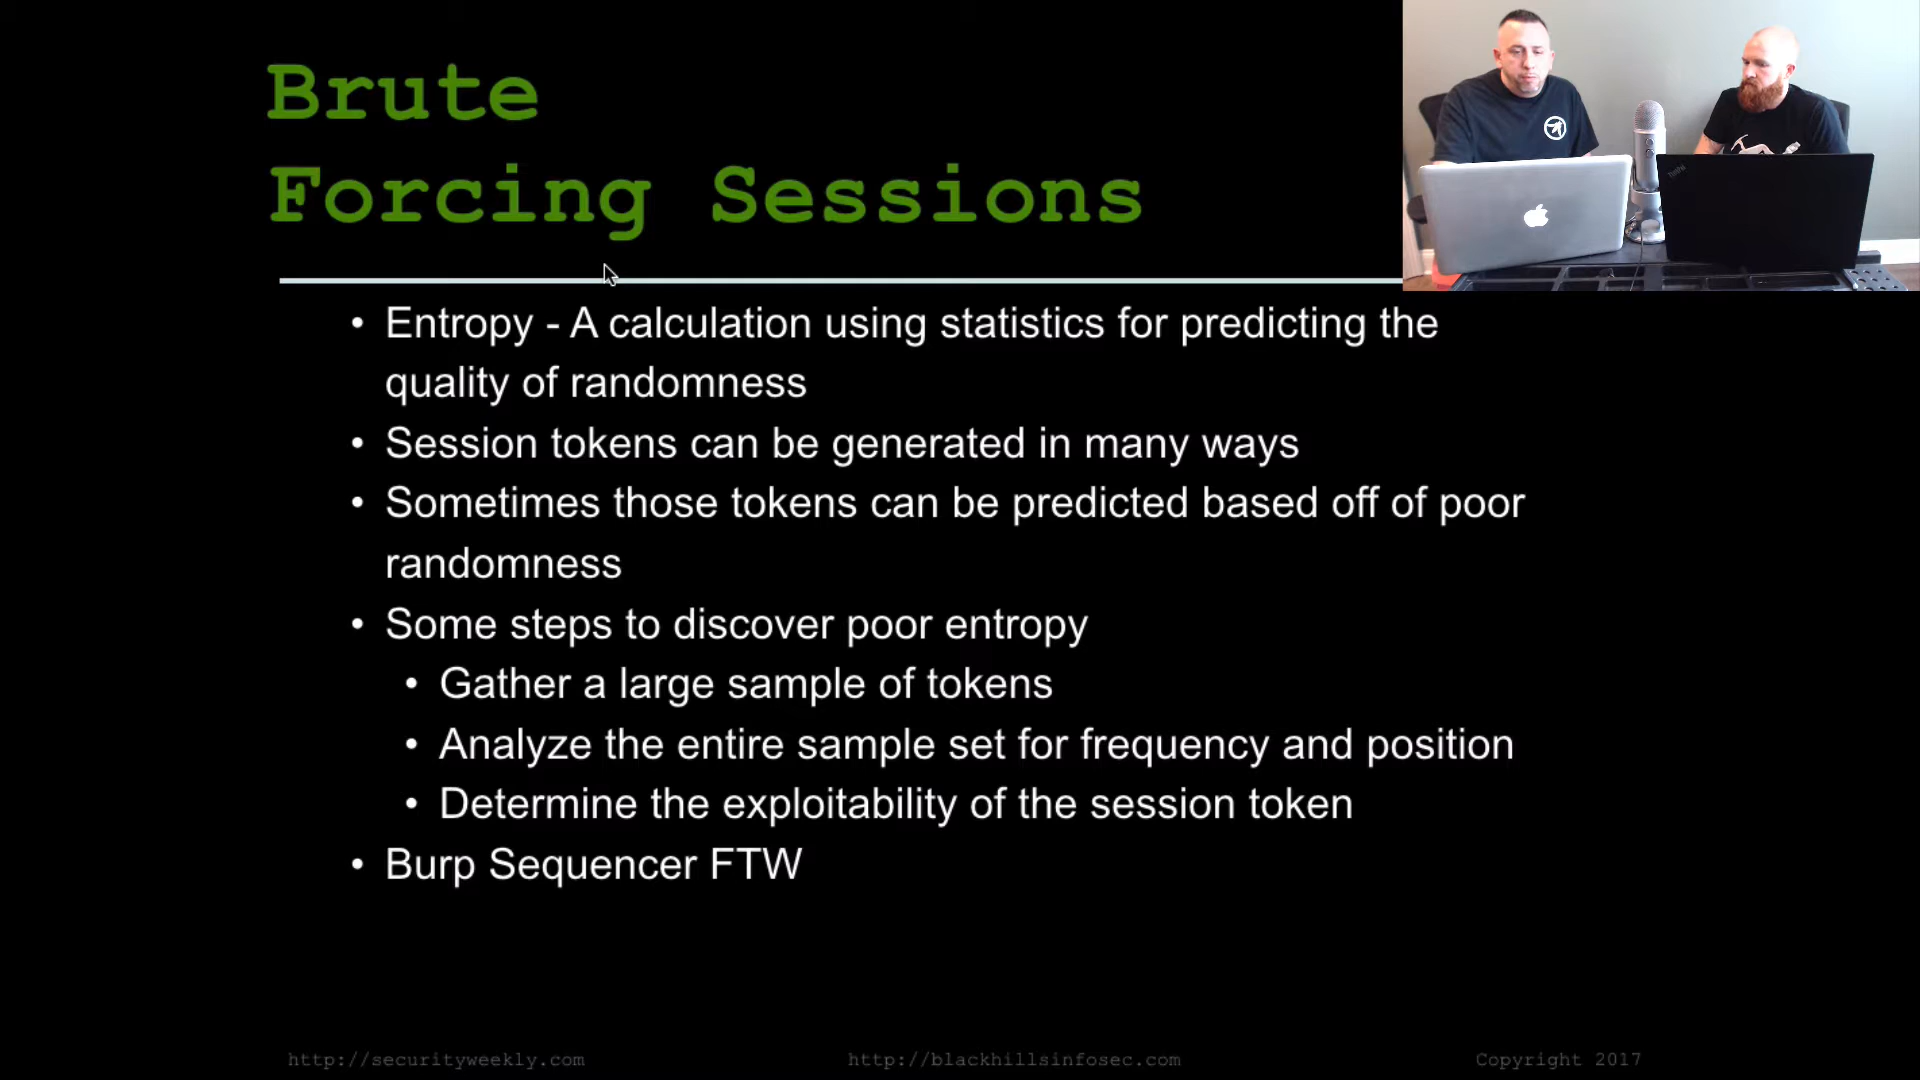 Brute
Forcing Sessions
• Entropy - A calculation using statistics for predicting the
quality of randomness
• Session tokens can be generated in many ways
• Sometimes those tokens can be predicted based off of poor
randomness
• Some steps to discover poor entropy
• Gather a large sample of tokens
• Analyze the entire sample set for frequency and position
• Determine the exploitability of the session token
• Burp Sequencer FTW
http://securityweekly.com
http://blackhillsinfosec.com
Copyright 2017